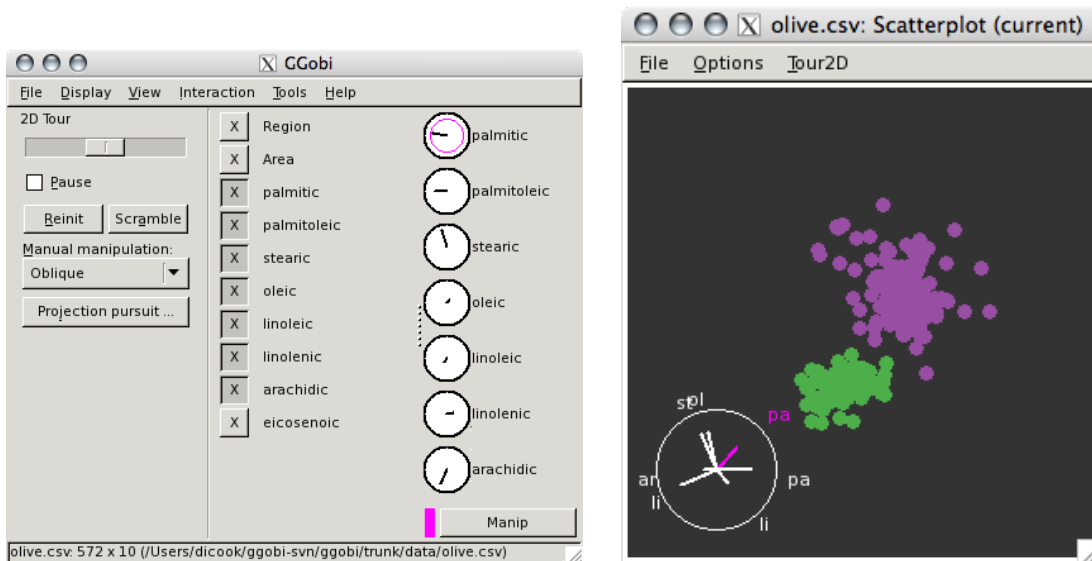 GGobi
File Display View Interaction Tools Help
2D Tour
Pause
Reinit Scramble
Manual manipulation:
Oblique
Projection pursuit ...
X Region
X Area
X palmitic
X palmitoleic
X stearic
X oleic
X linoleic
X linolenic
X arachidic
X eicosenoic
palmitic
palmitoleic
stearic
oleic
linoleic
linolenic
arachidic
Manip
olive.csv: 572 x 10 (/Users/dicook/ggobi-svn/ggobi/trunk/data/olive.csv)
olive.csv: Scatterplot (current)
File Options Tour2D
pa
ar
pa
li
li